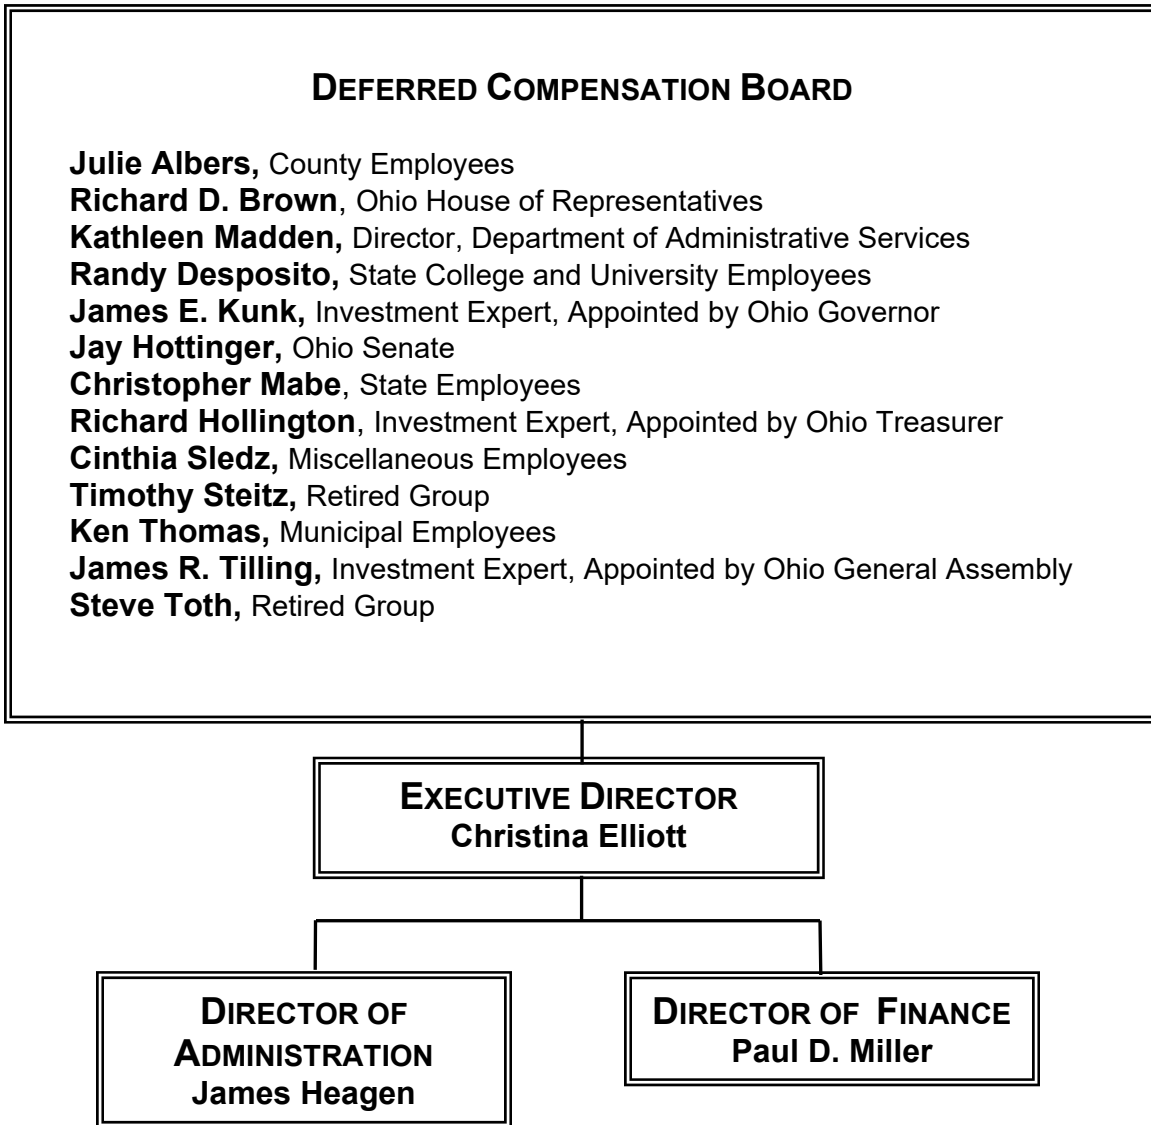 DEFERRED COMPENSATION BOARD
Julie Albers, County Employees
Richard D. Brown, Ohio House of Representatives
Kathleen Madden, Director, Department of Administrative Services
Randy Desposito, State College and University Employees
James E. Kunk, Investment Expert, Appointed by Ohio Governor
Jay Hottinger, Ohio Senate
Christopher Mabe, State Employees
Richard Hollington, Investment Expert, Appointed by Ohio Treasurer
Cinthia Sledz, Miscellaneous Employees
Timothy Steitz, Retired Group
Ken Thomas, Municipal Employees
James R. Tilling, Investment Expert, Appointed by Ohio General Assembly
Steve Toth, Retired Group
EXECUTIVE DIRECTOR
Christina Elliott
DIRECTOR OF
ADMINISTRATION
James Heagen
DIRECTOR OF FINANCE
Paul D. Miller